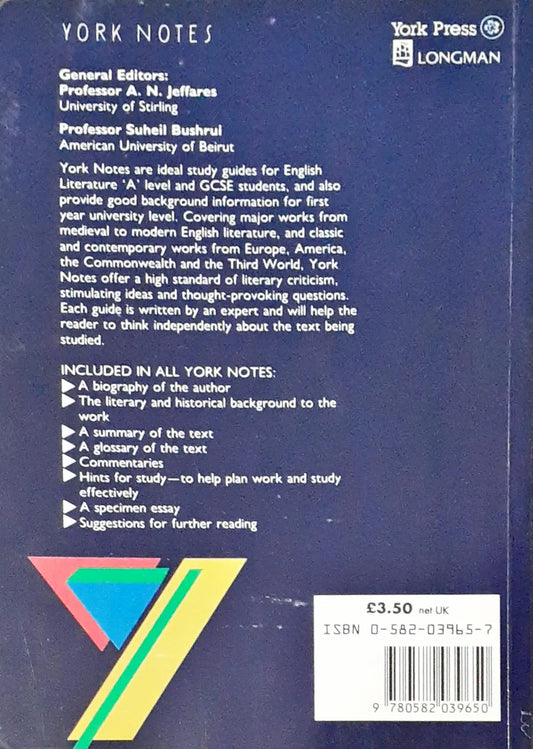 YORK NOTES
York Press
LONGMAN
General Editors:
Professor A. N. Jeffares
University of Stirling
Professor Suheil Bushrui
American University of Beirut
York Notes are ideal study guides for English
Literature 'A' level and GCSE students, and also
provide good background information for first
year university level. Covering major works from
medieval to modern English literature, and classic
and contemporary works from Europe, America,
the Commonwealth and the Third World, York
Notes offer a high standard of literary criticism,
stimulating ideas and thought-provoking questions.
Each guide is written by an expert and will help the
reader to think independently about the text being
studied.
INCLUDED IN ALL YORK NOTES:
A biography of the author
The literary and historical background to the
work
A summary of the text
A glossary of the text
Commentaries
Hints for study—to help plan work and study
effectively
A specimen essay
Suggestions for further reading
£3.50 net UK
ISBN 0-582-03965-7
9 780582 039650